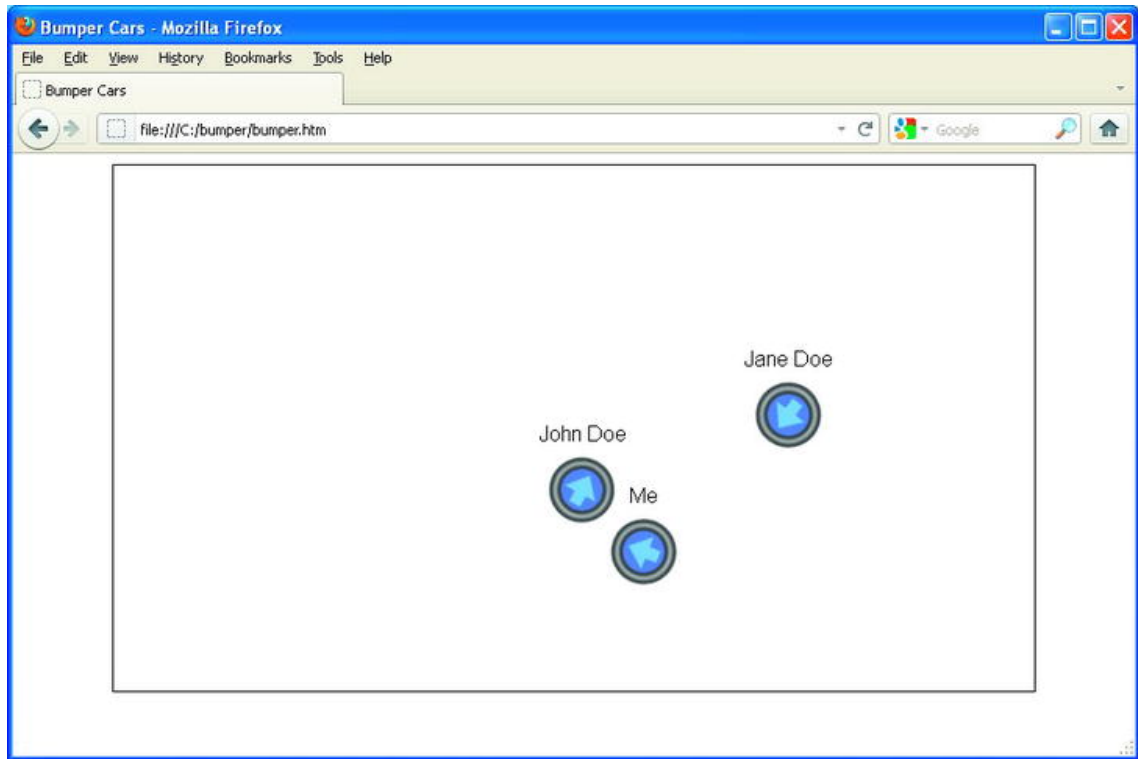 Bumper Cars - Mozilla Firefox
File Edit View History Bookmarks Tools Help
Bumper Cars
file:///C:/bumper/bumper.htm Google
Jane Doe
John Doe
Me